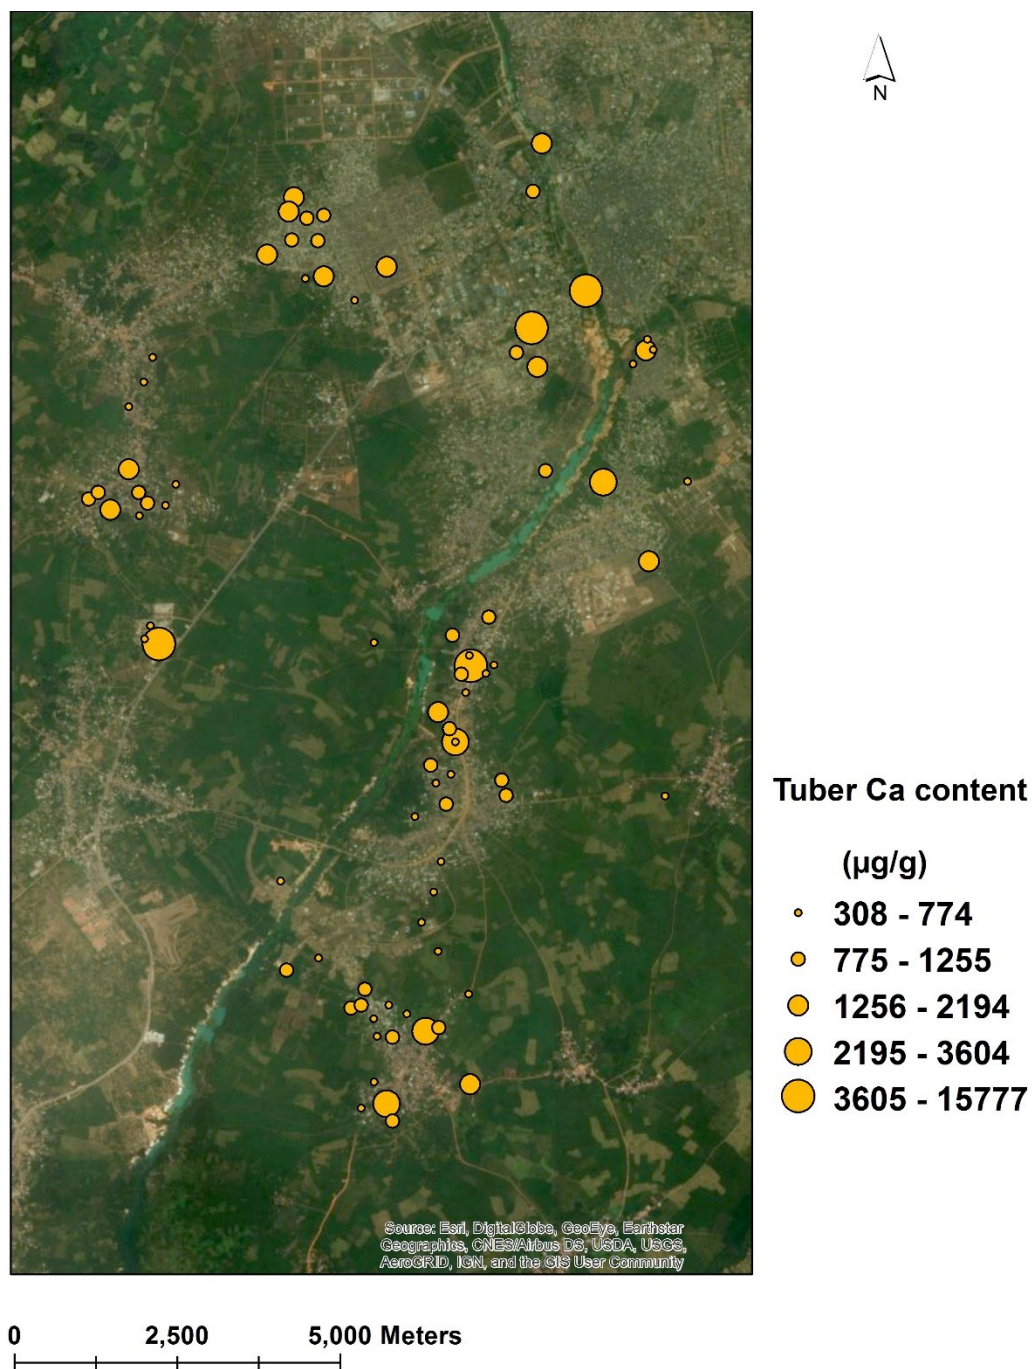 N
Tuber Ca content
(µg/g)
308 - 774
775 - 1255
1256 - 2194
2195 - 3604
3605 - 15777
Source: Esri, DigitalGlobe, GeoEye, Earthstar
Geographics, CNES/Airbus DS, USDA, USGS,
AeroGRID, IGN, and the GIS User Community
0 2,500 5,000 Meters